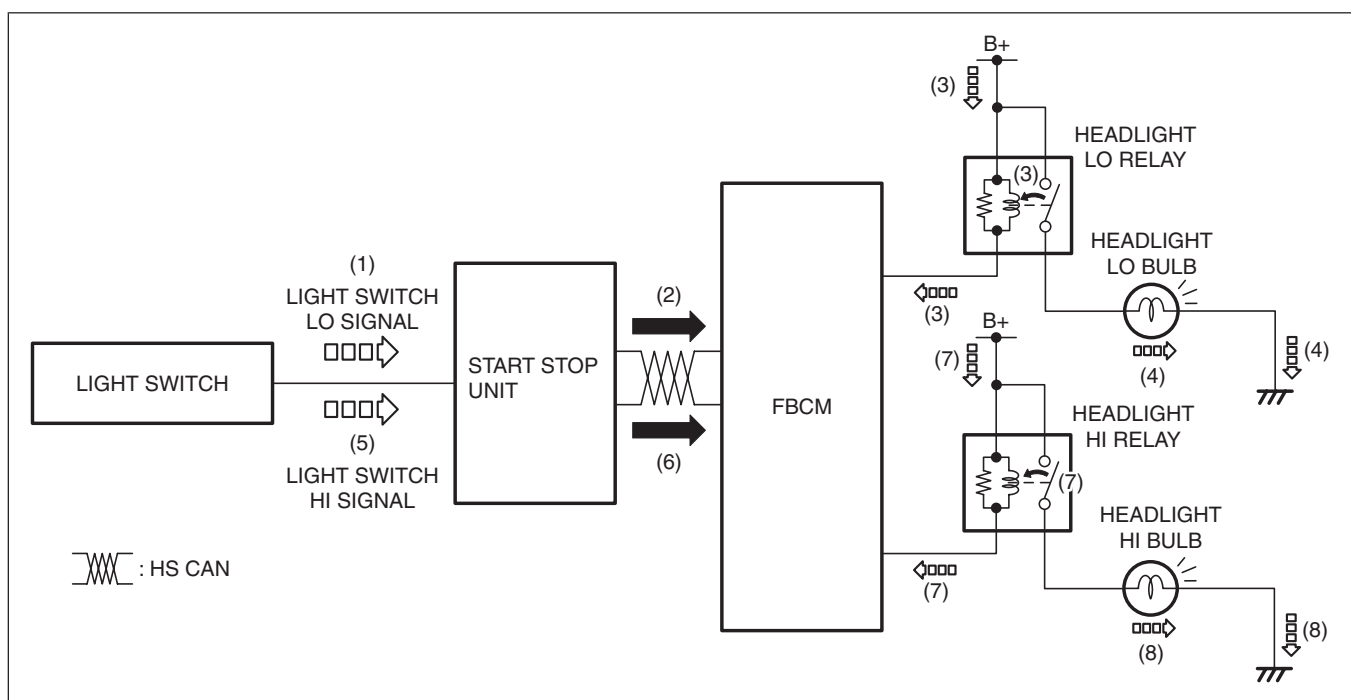 B+
(3)
HEADLIGHT
LO RELAY
(3)
HEADLIGHT
LO BULB
(1)
LIGHT SWITCH
LO SIGNAL
(2)
(3)
(4)
(4)
B+
(7)
LIGHT SWITCH
START STOP
UNIT
FBCM
HEADLIGHT
HI RELAY
(5)
LIGHT SWITCH
HI SIGNAL
(6)
(7)
HEADLIGHT
HI BULB
: HS CAN
(7)
(8)
(8)